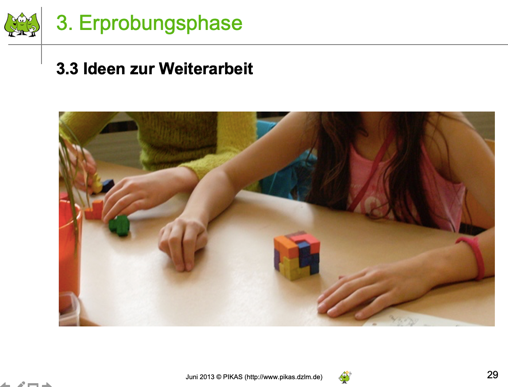 3. Erprobungsphase
3.3 Ideen zur Weiterarbeit
Juni 2013 © PIKAS (http://www.pikas.dzlm.de)
29